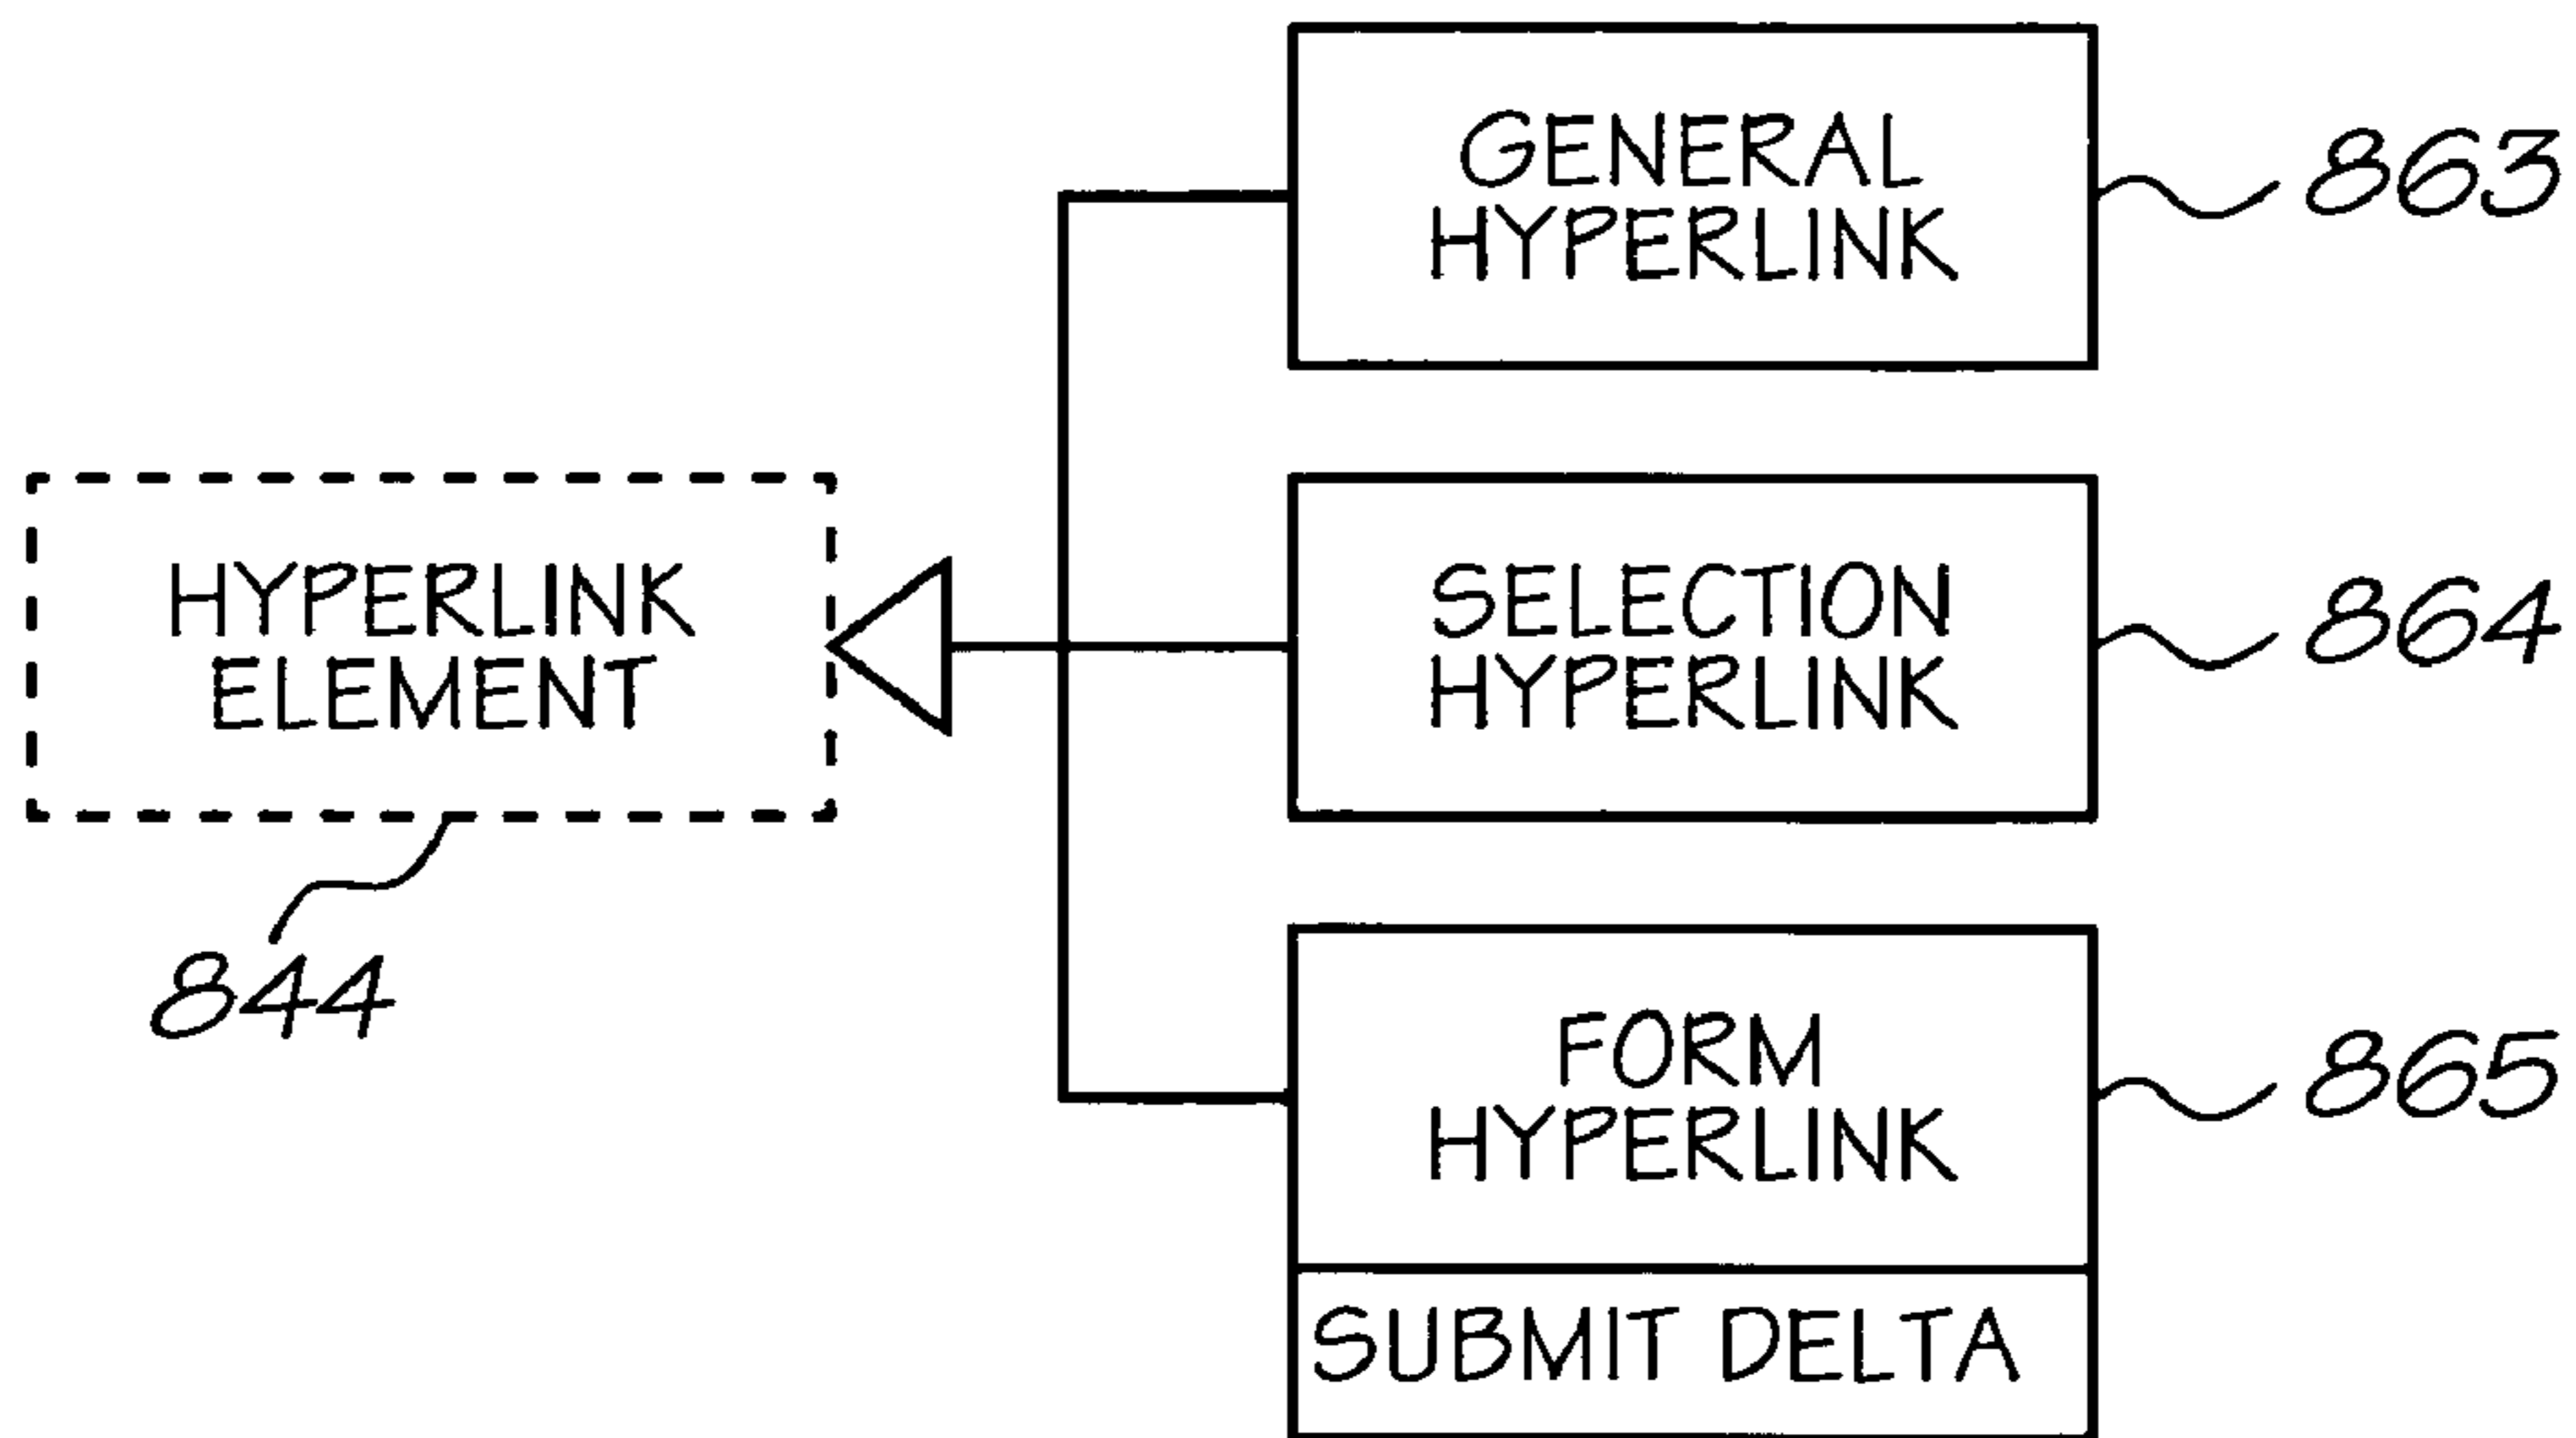 GENERAL
HYPERLINK
863
HYPERLINK
ELEMENT
844
SELECTION
HYPERLINK
864
FORM
HYPERLINK
865
SUBMIT DELTA